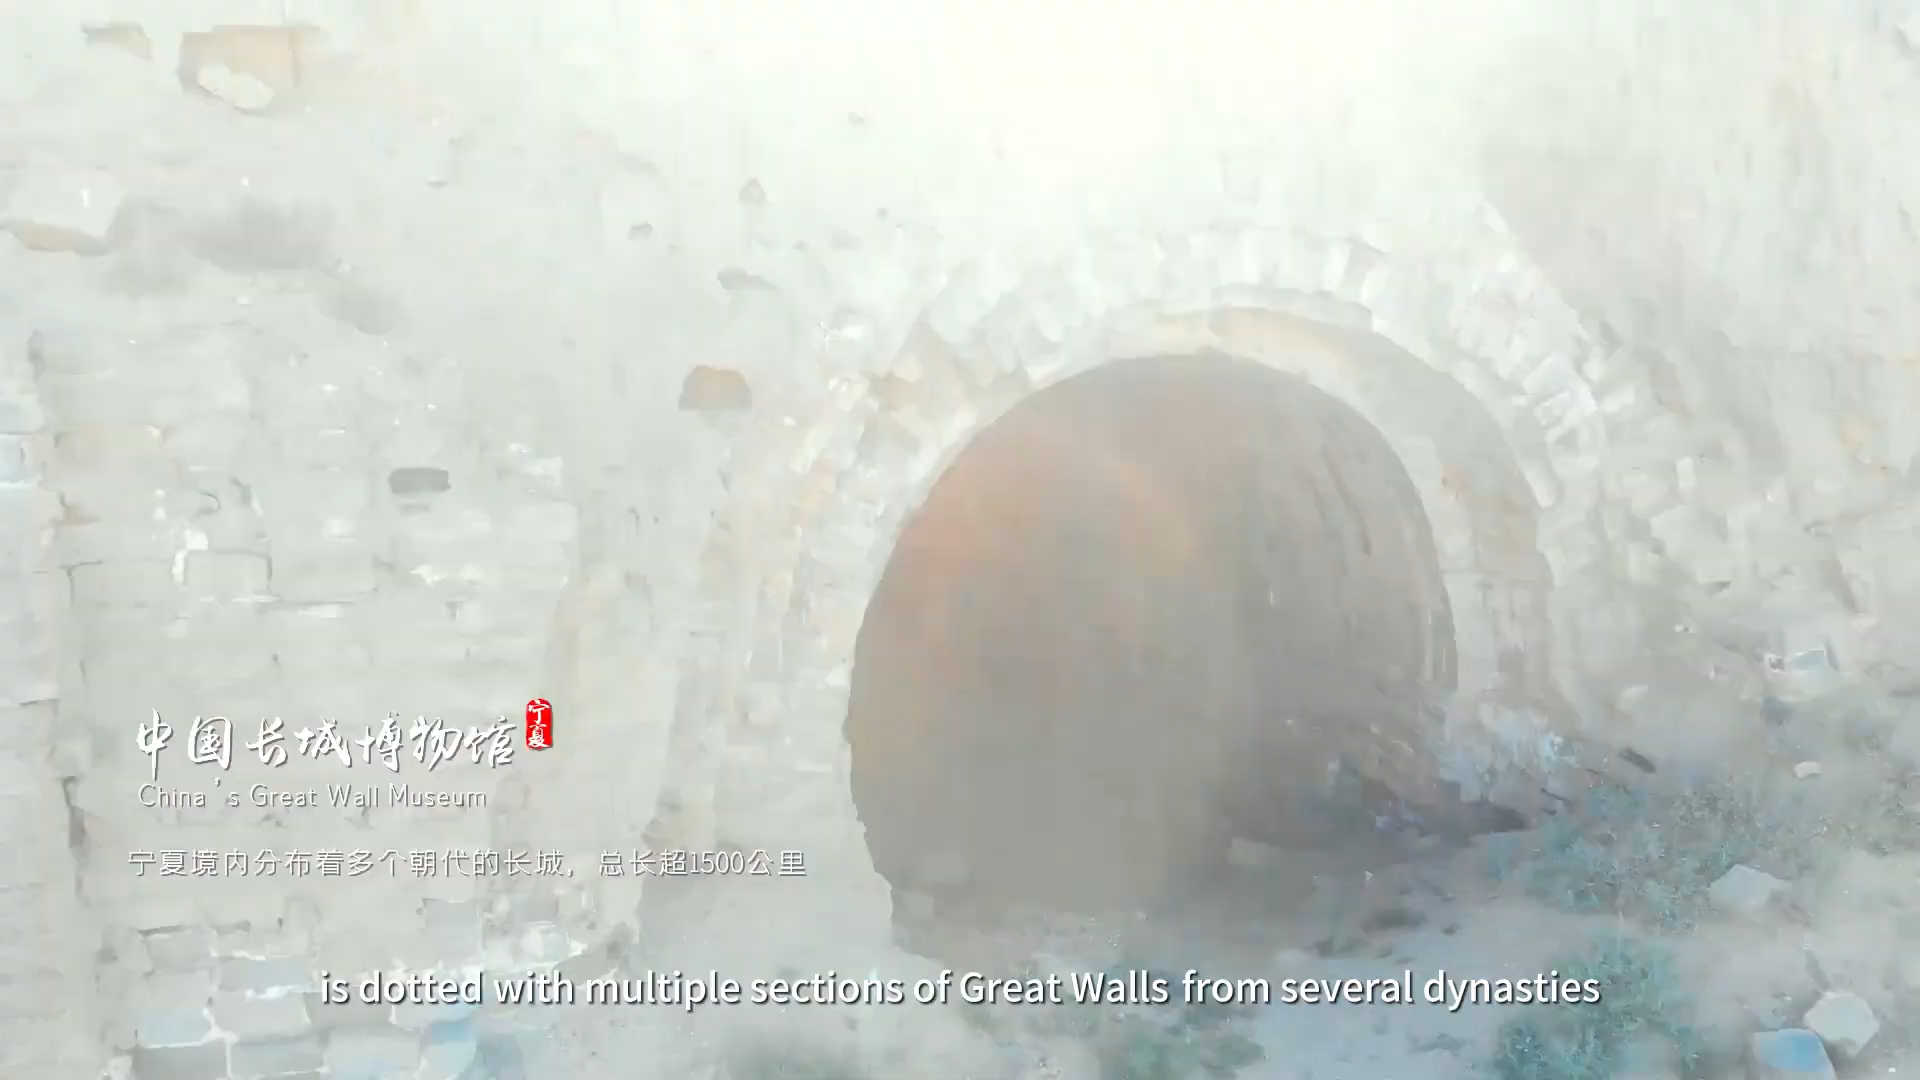 中国长城博物馆
宁夏
China's Great Wall Museum
宁夏境内分布着多个朝代的长城，总长超1500公里
is dotted with multiple sections of Great Walls from several dynasties